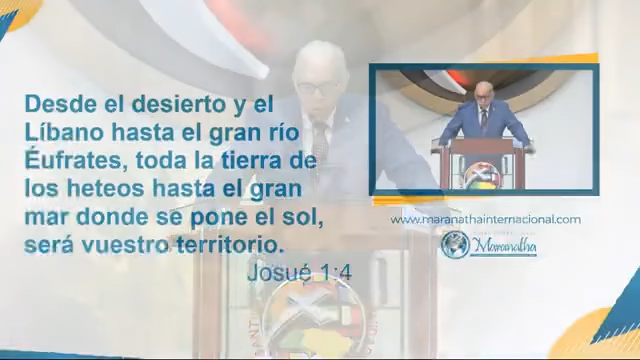 Desde el desierto y el
Líbano hasta el gran río
Éufrates, toda la tierra de
los heteos hasta el gran
mar donde se pone el sol,
será vuestro territorio.
Josué 1:4
www.maranathainternacional.com
Maranatha